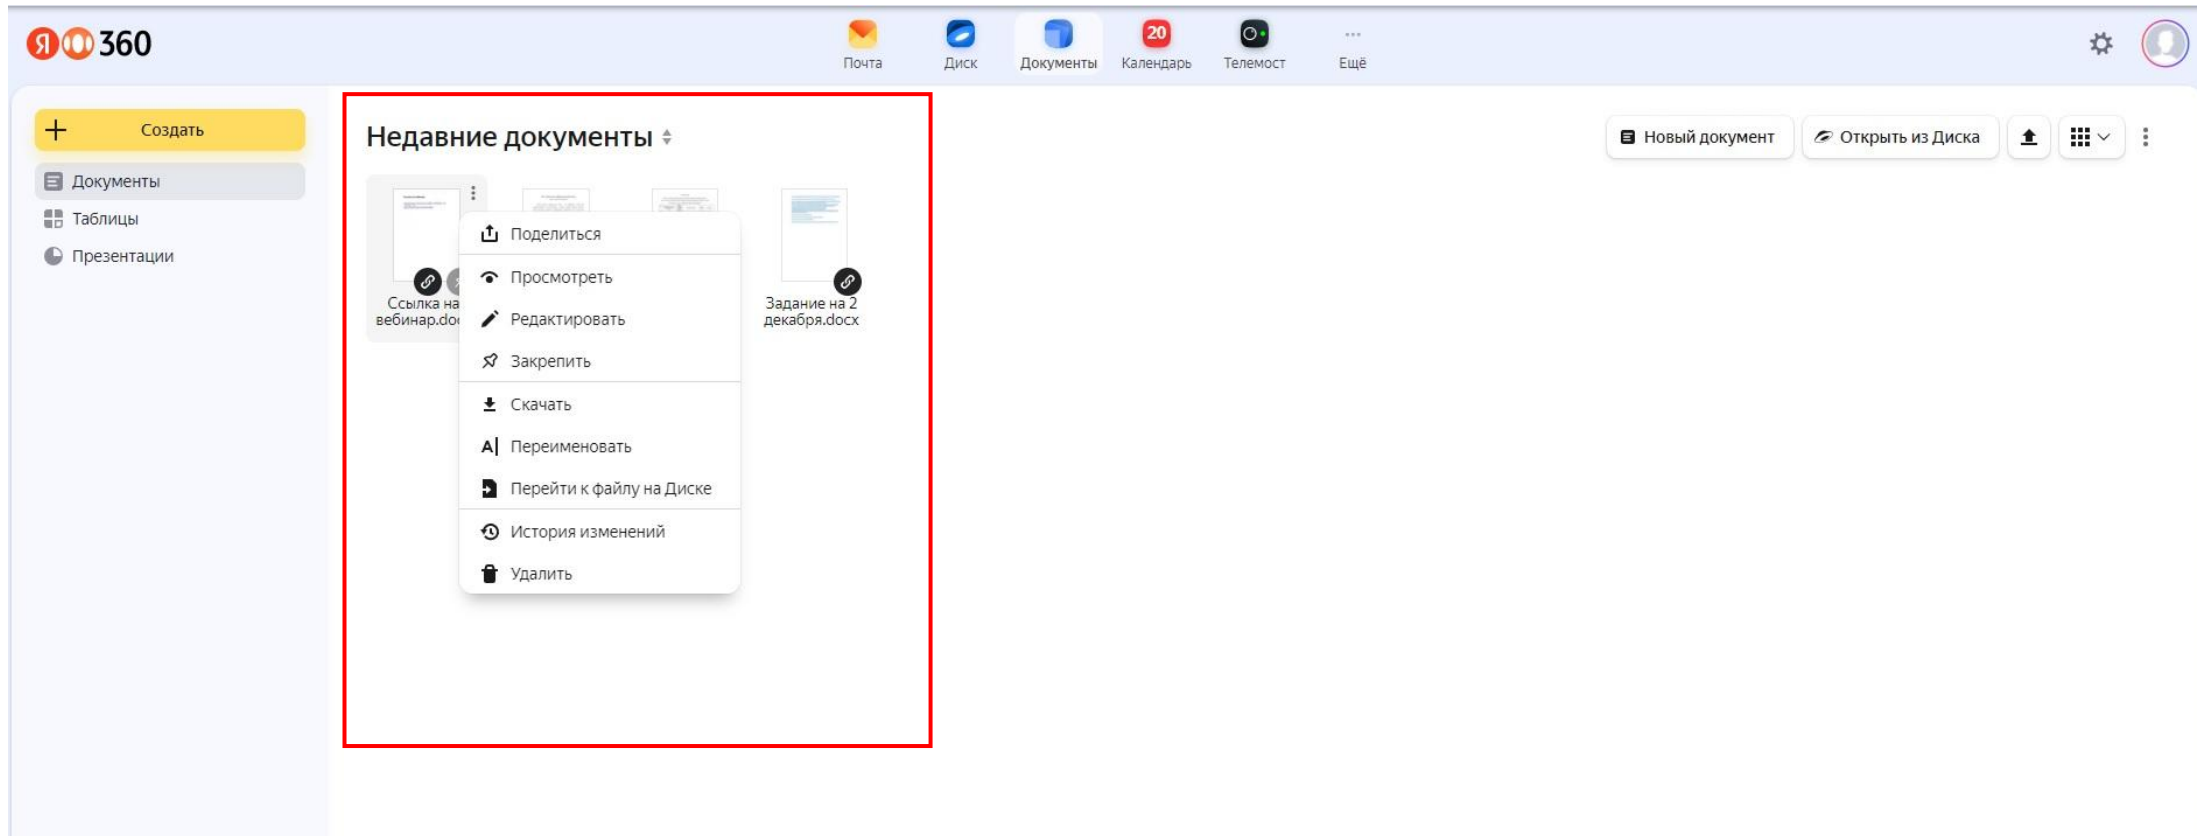 Я 360
Почта
Диск
Документы
20
Календарь
Телемост
Ещё
Создать
Документы
Таблицы
Презентации
Недавние документы
Новый документ
Открыть из Диска
Ссылка на
вебинар.do
Задание на 2
декабря.docx
Поделиться
Просмотреть
Редактировать
Закрепить
Скачать
A| Переименовать
Перейти к файлу на Диске
История изменений
Удалить